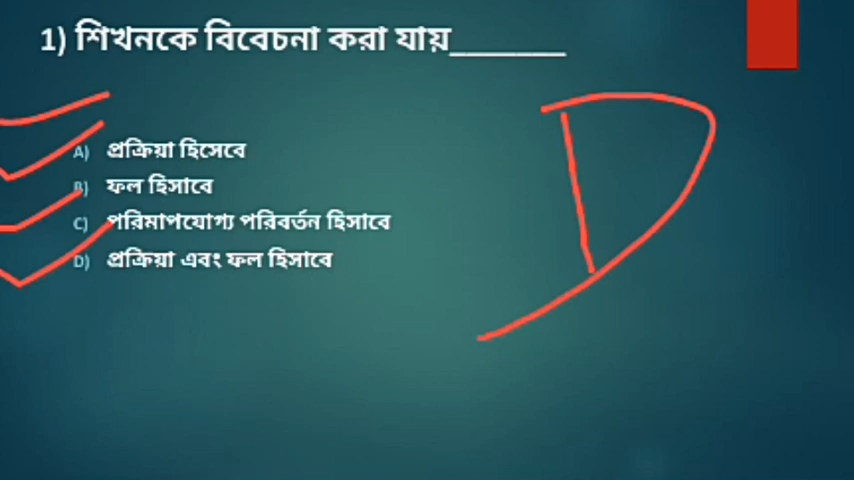 1) শিখনকে বিবেচনা করা যায়_______
A) প্রক্রিয়া হিসেবে
B) ফল হিসাবে
C) পরিমাপযোগ্য পরিবর্তন হিসাবে
D) প্রক্রিয়া এবং ফল হিসাবে
D